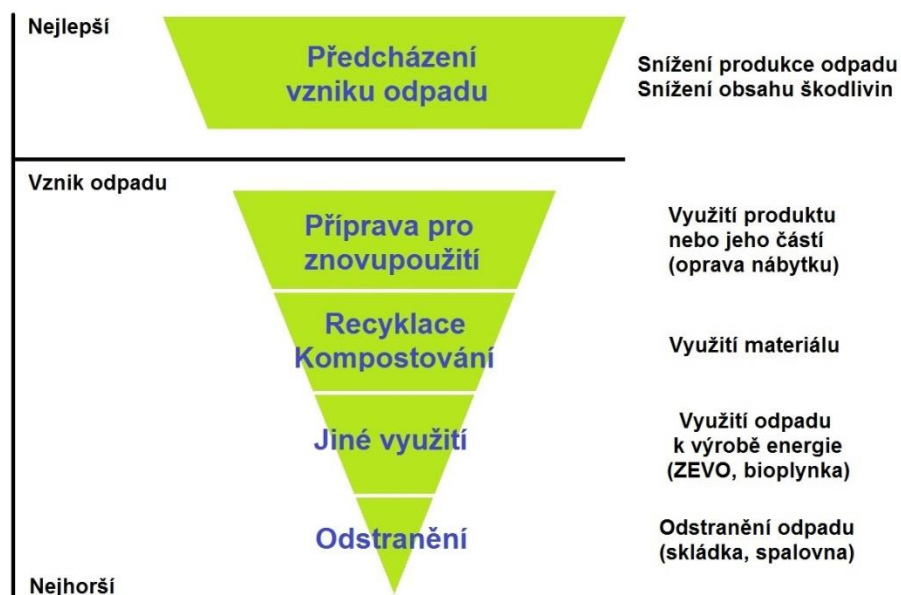 Nejlepší
Předcházení
vzniku odpadu
Snížení produkce odpadu
Snížení obsahu škodlivin
Vznik odpadu
Příprava pro
znovupoužití
Využití produktu
nebo jeho částí
(oprava nábytku)
Recyklace
Kompostování
Využití materiálu
Jiné využití
Využití odpadu
k výrobě energie
(ZEVO, bioplynka)
Odstranění
Odstranění odpadu
(skládka, spalovna)
Nejhorší